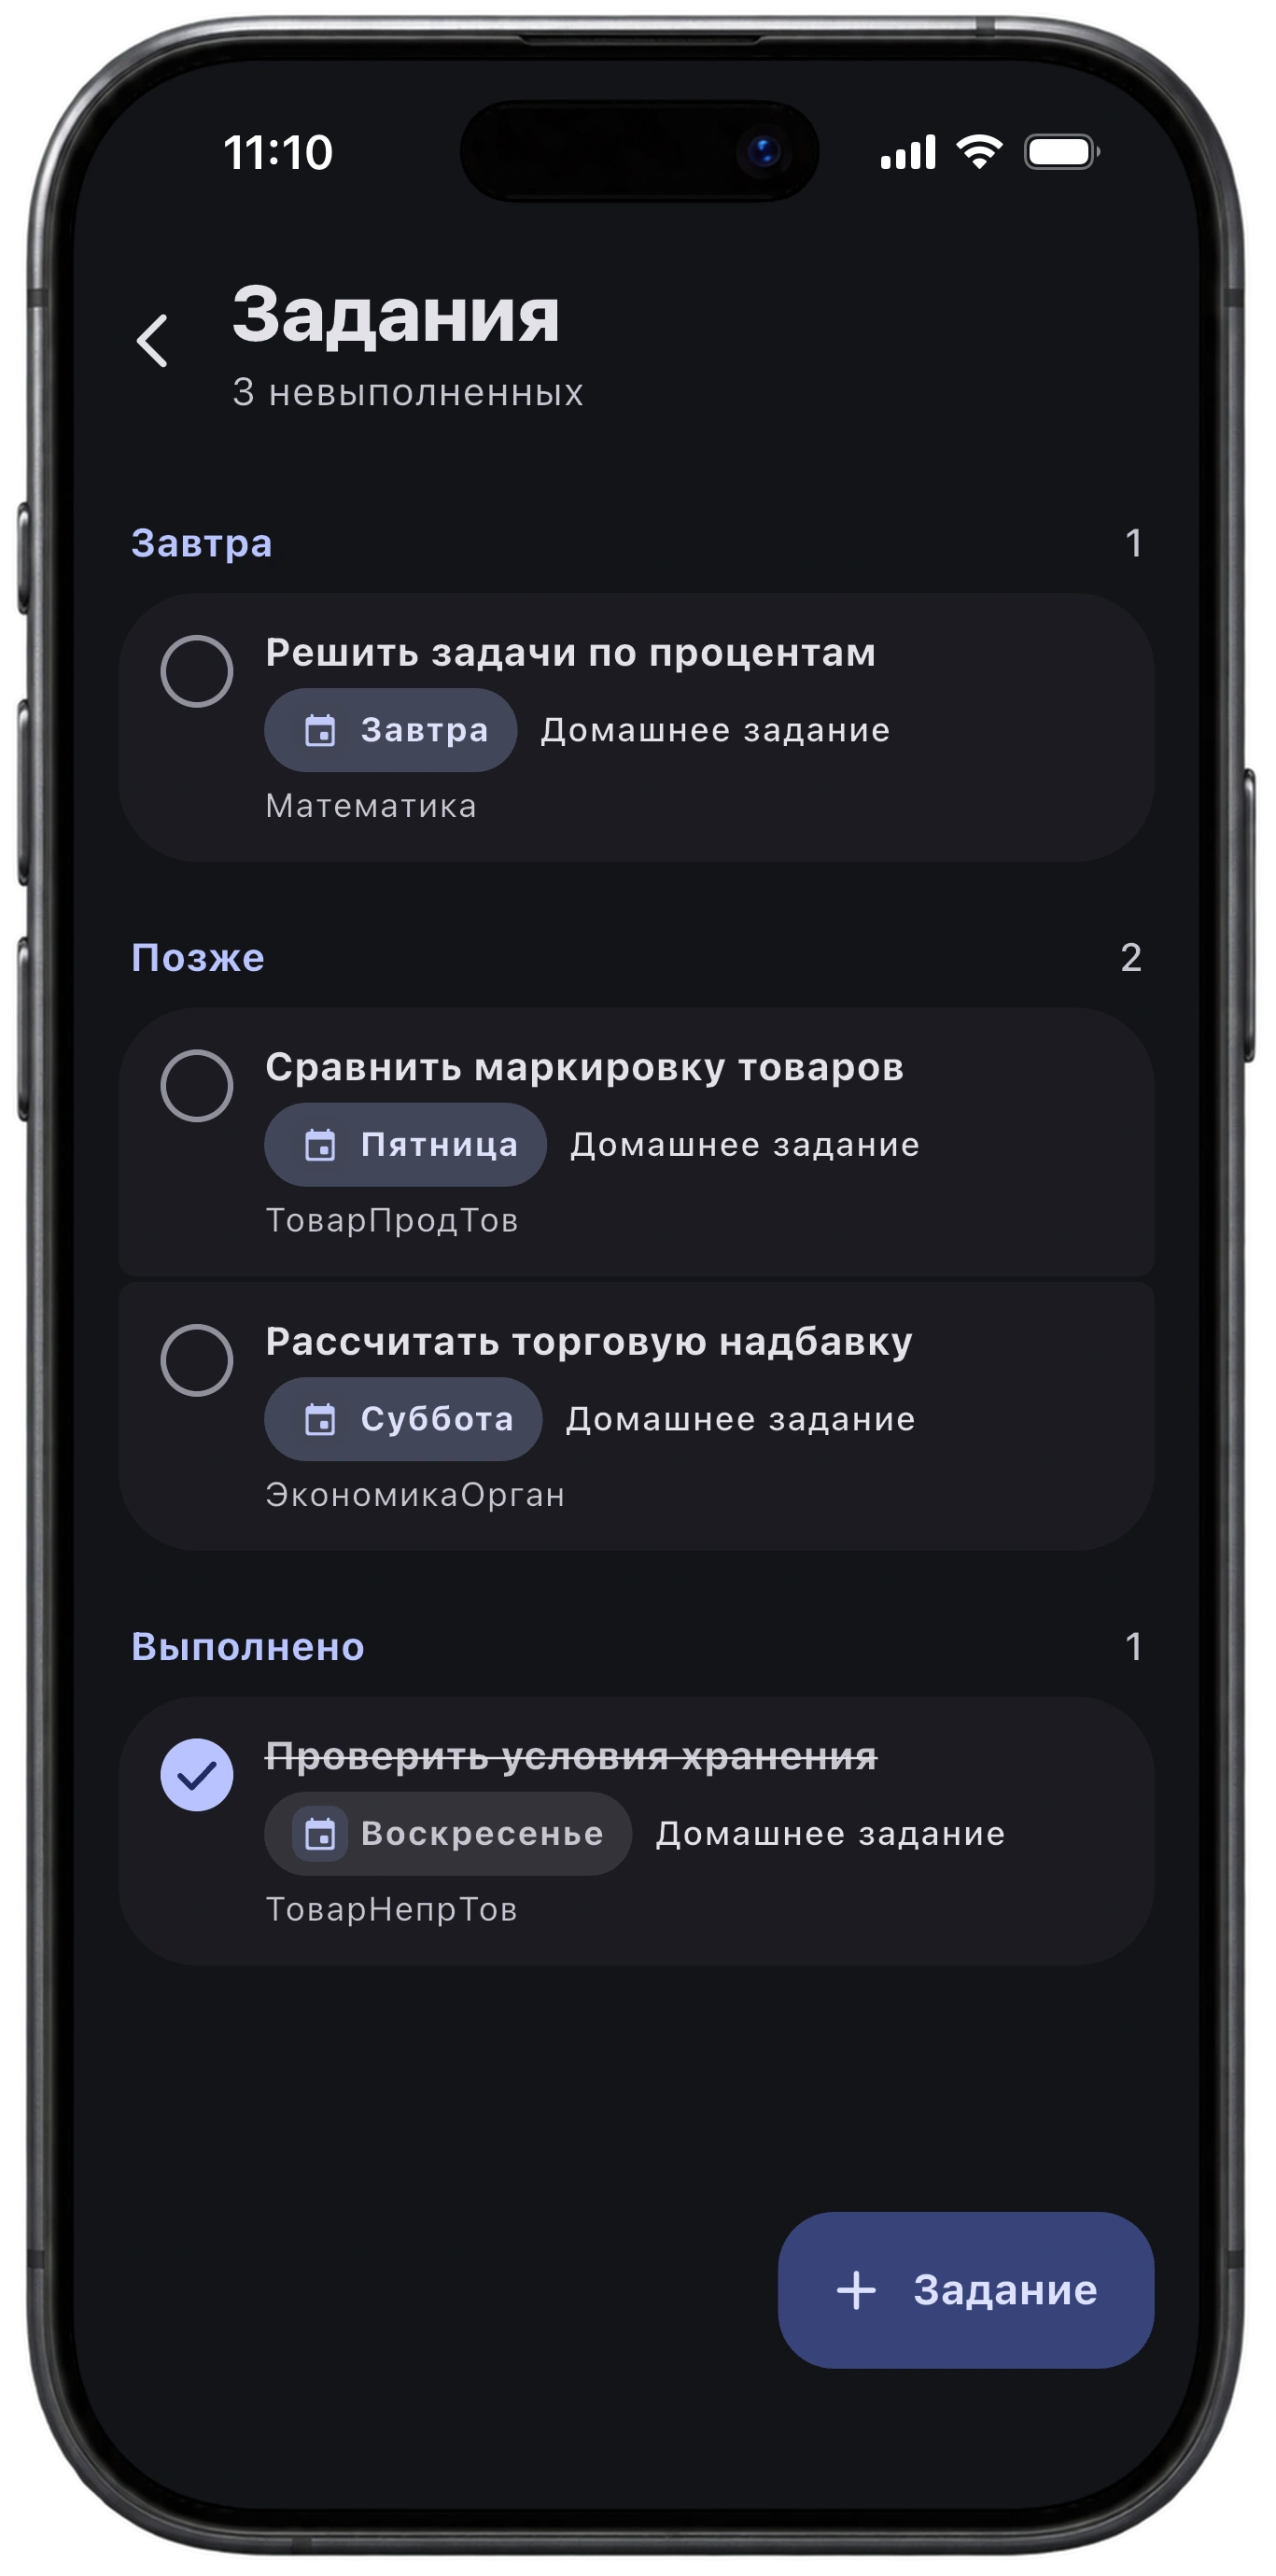 11:10
Задания
3 невыполненных
Завтра 1
Решить задачи по процентам
Завтра Домашнее задание
Математика
Позже 2
Сравнить маркировку товаров
Пятница Домашнее задание
ТоварПродТов
Рассчитать торговую надбавку
Суббота Домашнее задание
ЭкономикаОрган
Выполнено 1
Проверить условия хранения
Воскресенье Домашнее задание
ТоварНепрТов
+ Задание